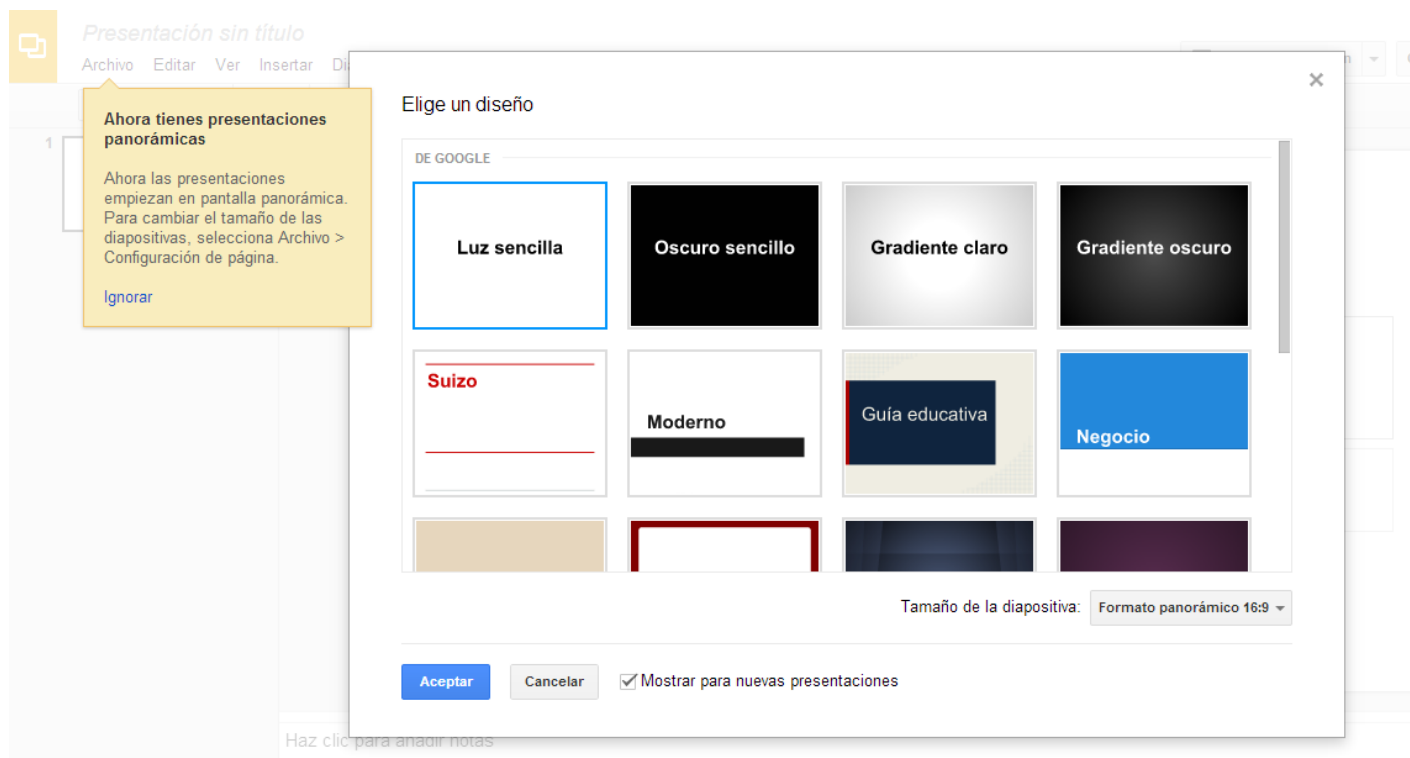 Presentación sin título
Archivo Editar Ver Insertar
Ahora tienes presentaciones
panorámicas
Ahora las presentaciones
empiezan en pantalla panorámica.
Para cambiar el tamaño de las
diapositivas, selecciona Archivo >
Configuración de página.
Ignorar
1
Elige un diseño
DE GOOGLE
Luz sencilla
Oscuro sencillo
Gradiente claro
Gradiente oscuro
Suizo
Moderno
Guía educativa
Negocio
Tamaño de la diapositiva: Formato panorámico 16:9
Aceptar Cancelar Mostrar para nuevas presentaciones
Haz clic para añadir notas